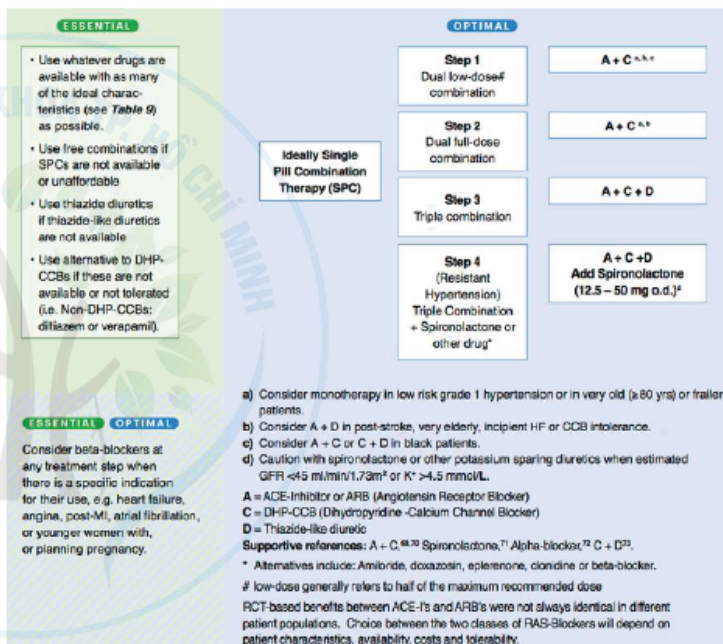 ESSENTIAL
• Use whatever drugs are
available with as many
of the ideal charac-
teristics (see Table 9)
as possible.
• Use free combinations if
SPCs are not available
or unaffordable
• Use thiazide diuretics
if thiazide-like diuretics
are not available
• Use alternative to DHP-
CCBs if these are not
available or not tolerated
(i.e. Non-DHP-CCBs:
diltiazem or verapamil).
ESSENTIAL OPTIMAL
Consider beta-blockers at
any treatment step when
there is a specific indication
for their use, e.g. heart failure,
angina, post-MI, atrial fibrillation,
or younger women with,
or planning pregnancy.
OPTIMAL
Ideally Single
Pill Combination
Therapy (SPC)
Step 1
Dual low-dose#
combination
A + C a, b, c
Step 2
Dual full-dose
combination
A + C a, b
Step 3
Triple combination
A + C + D
Step 4
(Resistant
Hypertension)
Triple Combination
+ Spironolactone or
other drug*
A + C +D
Add Spironolactone
(12.5 – 50 mg o.d.)d
a) Consider monotherapy in low risk grade 1 hypertension or in very old (≥80 yrs) or frailer
patients.
b) Consider A + D in post-stroke, very elderly, incipient HF or CCB intolerance.
c) Consider A + C or C + D in black patients.
d) Caution with spironolactone or other potassium sparing diuretics when estimated
GFR <45 ml/min/1.73m² or K+ >4.5 mmol/L.
A = ACE-Inhibitor or ARB (Angiotensin Receptor Blocker)
C = DHP-CCB (Dihydropyridine -Calcium Channel Blocker)
D = Thiazide-like diuretic
Supportive references: A + C,69,70 Spironolactone,71 Alpha-blocker,72 C + D73.
* Alternatives include: Amiloride, doxazosin, eplerenone, clonidine or beta-blocker.
# low-dose generally refers to half of the maximum recommended dose
RCT-based benefits between ACE-I's and ARB's were not always identical in different
patient populations. Choice between the two classes of RAS-Blockers will depend on
patient characteristics, availability, costs and tolerability.
HỒ CHÍ MINH